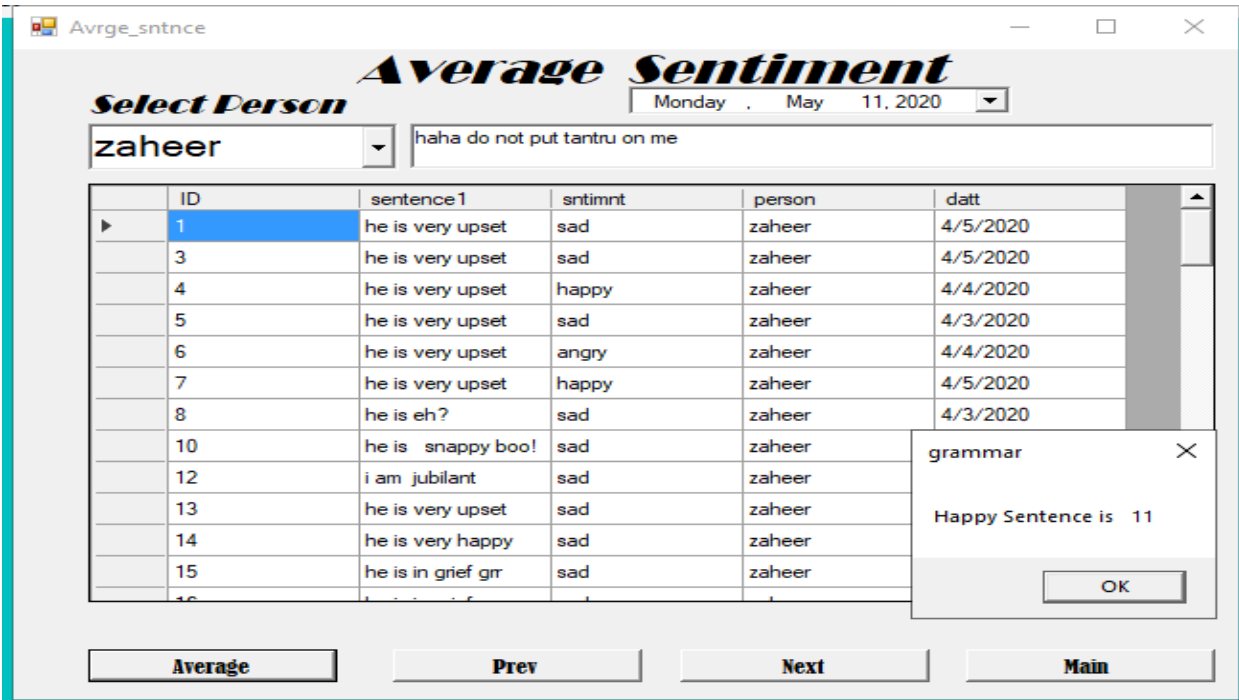 Avrge_sntnce
Average Sentiment
Select Person
Monday , May 11, 2020
zaheer
haha do not put tantru on me
ID sentence1 sntimnt person datt
1 he is very upset sad zaheer 4/5/2020
3 he is very upset sad zaheer 4/5/2020
4 he is very upset happy zaheer 4/4/2020
5 he is very upset sad zaheer 4/3/2020
6 he is very upset angry zaheer 4/4/2020
7 he is very upset happy zaheer 4/5/2020
8 he is eh? sad zaheer 4/3/2020
10 he is snappy boo! sad zaheer
12 i am jubilant sad zaheer
13 he is very upset sad zaheer
14 he is very happy sad zaheer
15 he is in grief grr sad zaheer
grammar
Happy Sentence is 11
OK
Average Prev Next Main